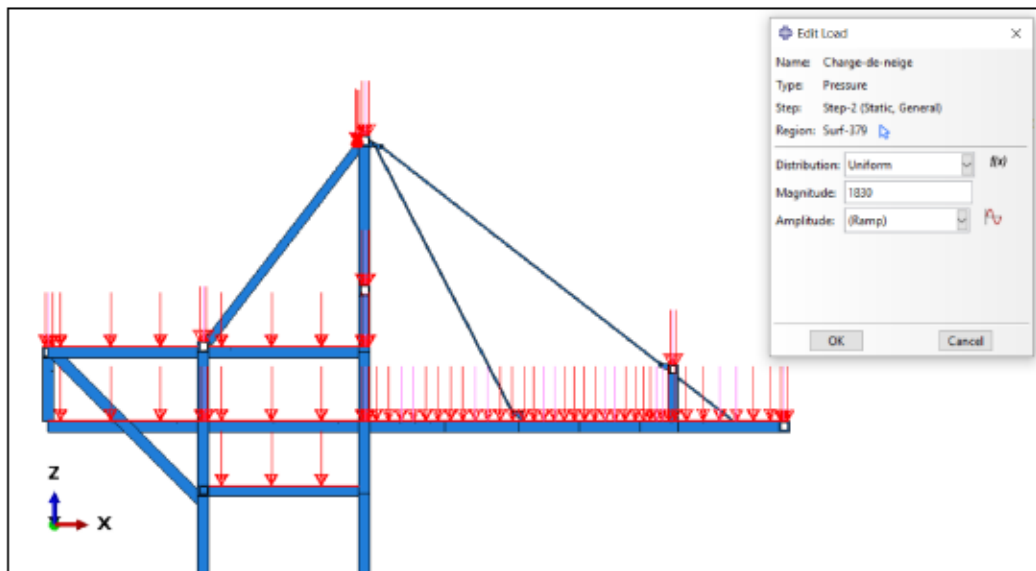 Edit Load
Name: Charge-de-neige
Type: Pressure
Step: Step-2 (Static, General)
Region: Surf-379
Distribution: Uniform f(x)
Magnitude: 1830
Amplitude: (Ramp)
OK Cancel
Z
X